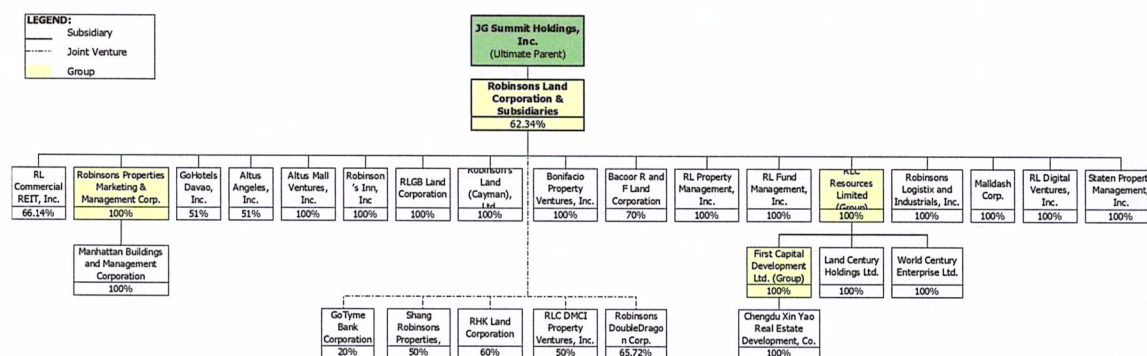 LEGEND:
Subsidiary
Joint Venture
Group
JG Summit Holdings,
Inc.
(Ultimate Parent)
Robinsons Land
Corporation &
Subsidiaries
62.34%
RL
Commercial
REIT, Inc.
66.14%
Robinsons Properties
Marketing &
Management Corp.
100%
GoHotels
Davao,
Inc.
51%
Altus
Angeles,
Inc.
51%
Altus Mall
Ventures,
Inc.
100%
Robinson
's Inn,
Inc
100%
RLGB Land
Corporation
100%
Robinson's
Land
(Cayman),
Ltd
100%
Bonifacio
Property
Ventures, Inc.
100%
Bacoor R and
F Land
Corporation
70%
RL Property
Management,
Inc.
100%
RL Fund
Management,
Inc.
100%
RLC
Resources
Limited
(Group)
100%
Robinsons
Logistix and
Industrials, Inc.
100%
Malldash
Corp.
100%
RL Digital
Ventures,
Inc.
100%
Staten Property
Management,
Inc.
100%
Manhattan Buildings
and Management
Corporation
100%
First Capital
Development
Ltd. (Group)
100%
Land Century
Holdings Ltd.
100%
World Century
Enterprise Ltd.
100%
GoTyme
Bank
Corporation
20%
Shang
Robinsons
Properties,
50%
RHK Land
Corporation
60%
RLC DMCI
Property
Ventures, Inc.
50%
Robinsons
DoubleDrago
n Corp.
65.72%
Chengdu Xin Yao
Real Estate
Development, Co.
100%